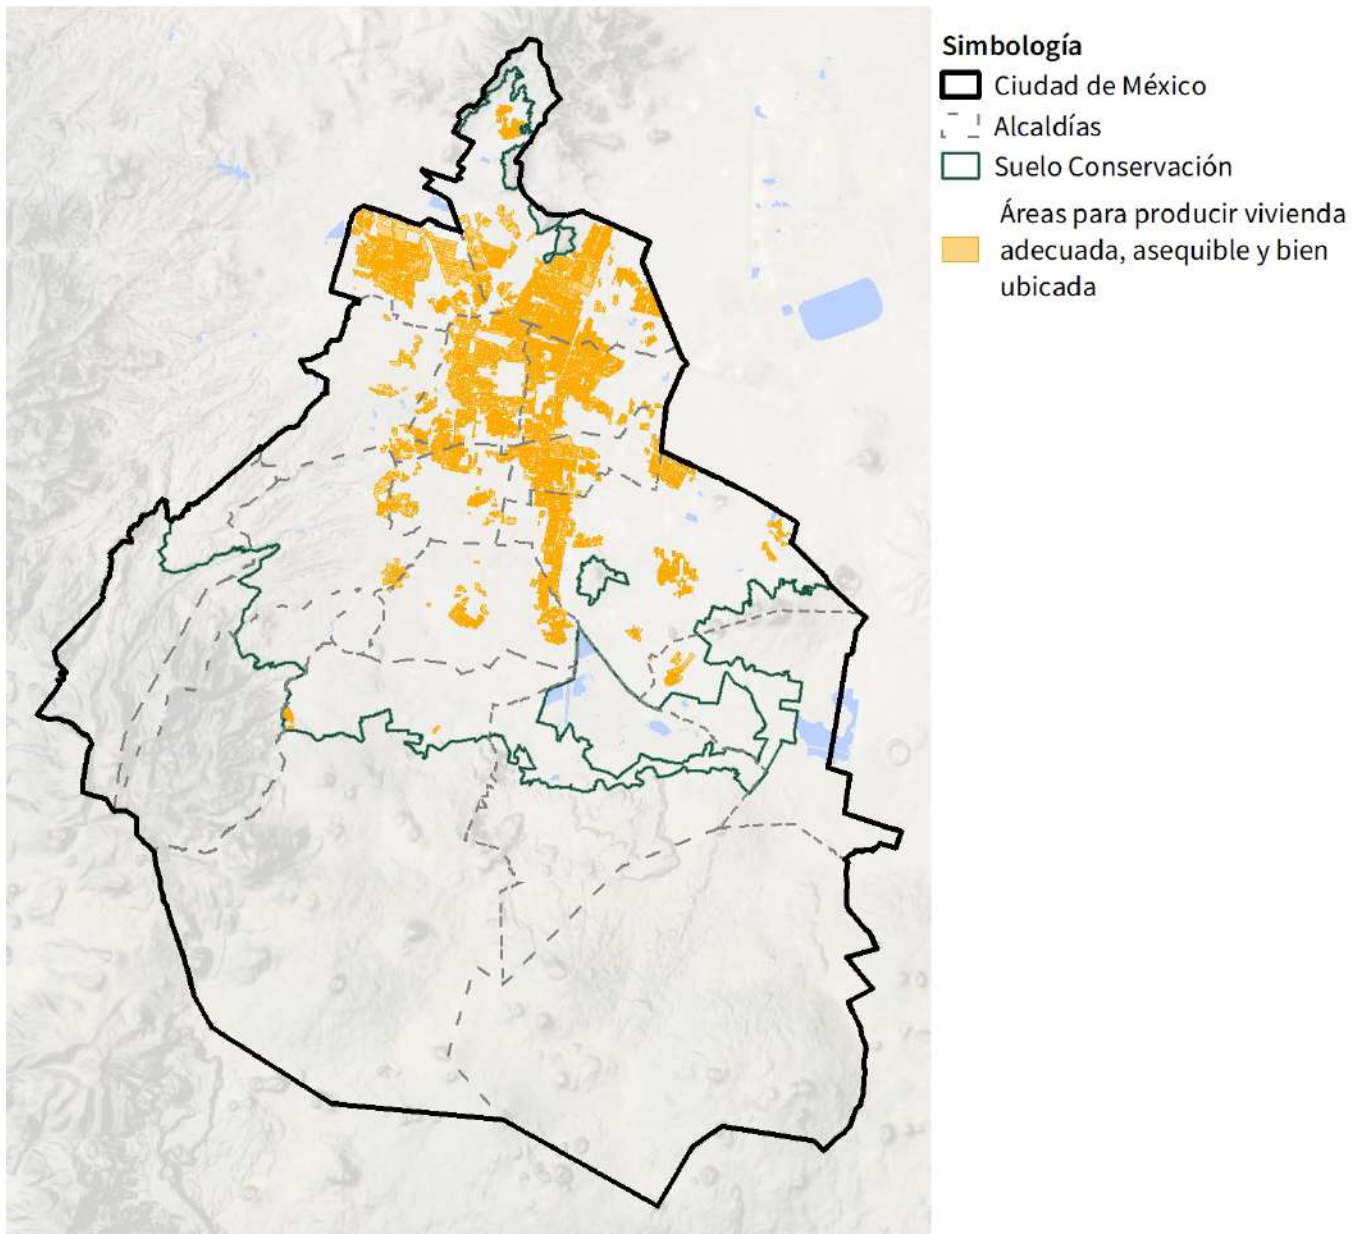 Simbología
Ciudad de México
Alcaldías
Suelo Conservación
Áreas para producir vivienda
adecuada, asequible y bien
ubicada